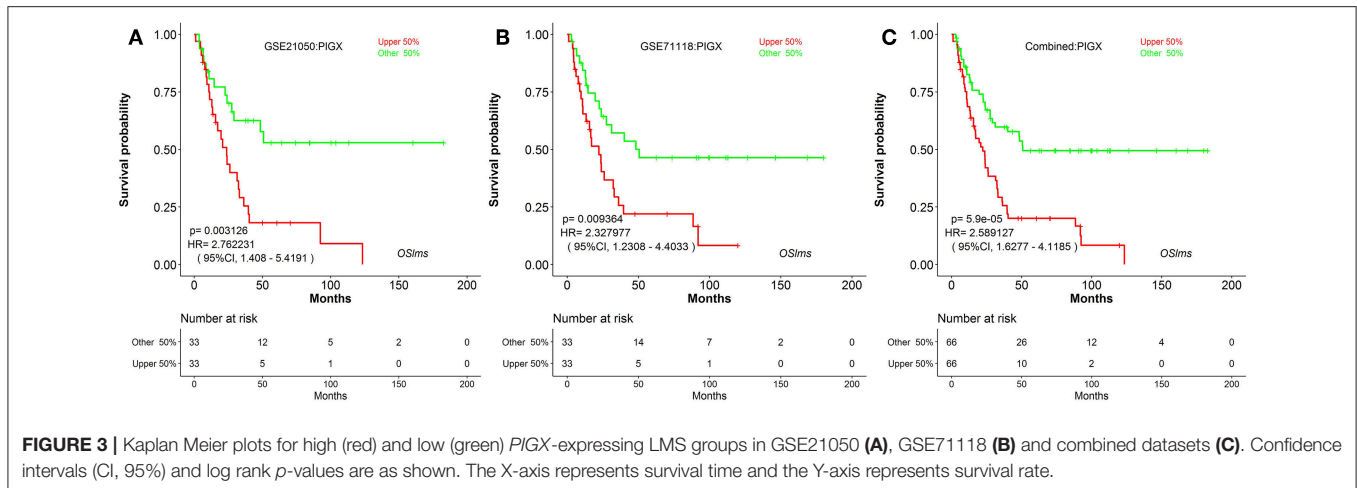 A
GSE21050:PIGX
Upper 50%
Other 50%
Survival probability
1.00
0.75
0.50
0.25
0.00
p= 0.003126
HR= 2.762231
( 95%CI, 1.408 - 5.4191 )
OSlms
0 50 100 150 200
Months
Number at risk
Other 50% 33 12 5 2 0
Upper 50% 33 5 1 0 0
0 50 100 150 200
Months
B
GSE71118:PIGX
Upper 50%
Other 50%
Survival probability
1.00
0.75
0.50
0.25
0.00
p= 0.009364
HR= 2.327977
( 95%CI, 1.2308 - 4.4033 )
OSlms
0 50 100 150 200
Months
Number at risk
Other 50% 33 14 7 2 0
Upper 50% 33 5 1 0 0
0 50 100 150 200
Months
C
Combined:PIGX
Upper 50%
Other 50%
Survival probability
1.00
0.75
0.50
0.25
0.00
p= 5.9e-05
HR= 2.589127
( 95%CI, 1.6277 - 4.1185 )
OSlms
0 50 100 150 200
Months
Number at risk
Other 50% 66 26 12 4 0
Upper 50% 66 10 2 0 0
0 50 100 150 200
Months
FIGURE 3 | Kaplan Meier plots for high (red) and low (green) PIGX-expressing LMS groups in GSE21050 (A), GSE71118 (B) and combined datasets (C). Confidence
intervals (CI, 95%) and log rank p-values are as shown. The X-axis represents survival time and the Y-axis represents survival rate.